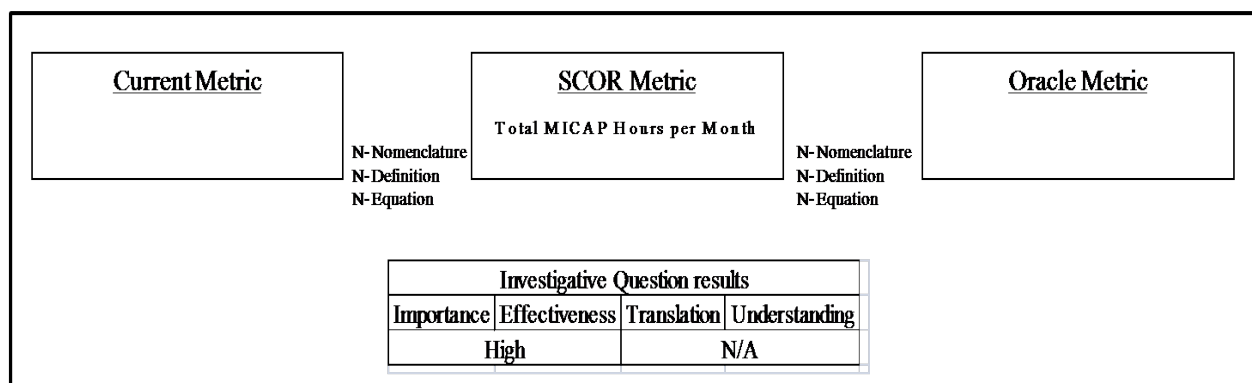 Current Metric
SCOR Metric
Total MICAP Hours per Month
Oracle Metric
N-Nomenclature
N-Definition
N-Equation
N-Nomenclature
N-Definition
N-Equation
Investigative Question results
Importance Effectiveness Translation Understanding
High N/A